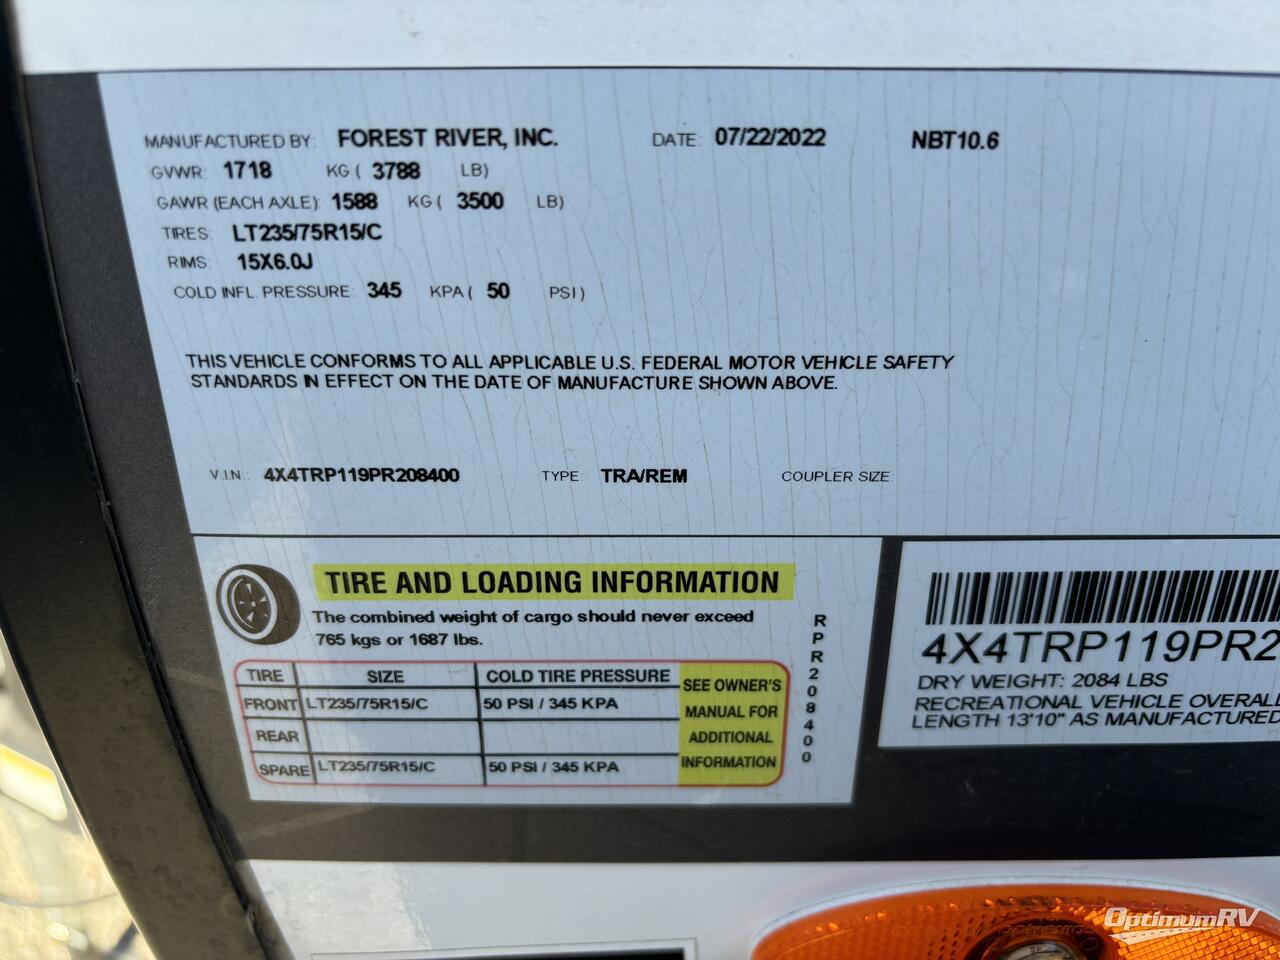 MANUFACTURED BY: FOREST RIVER, INC. DATE: 07/22/2022 NBT10.6
GVWR: 1718 KG ( 3788 LB)
GAWR (EACH AXLE): 1588 KG ( 3500 LB)
TIRES: LT235/75R15/C
RIMS: 15X6.0J
COLD INFL. PRESSURE: 345 KPA ( 50 PSI )
THIS VEHICLE CONFORMS TO ALL APPLICABLE U.S. FEDERAL MOTOR VEHICLE SAFETY
STANDARDS IN EFFECT ON THE DATE OF MANUFACTURE SHOWN ABOVE.
V.I.N.: 4X4TRP119PR208400 TYPE: TRA/REM COUPLER SIZE:
TIRE AND LOADING INFORMATION
The combined weight of cargo should never exceed
765 kgs or 1687 lbs.
TIRE SIZE COLD TIRE PRESSURE
FRONT LT235/75R15/C 50 PSI / 345 KPA
REAR
SPARE LT235/75R15/C 50 PSI / 345 KPA
SEE OWNER'S
MANUAL FOR
ADDITIONAL
INFORMATION
RPR208400
4X4TRP119PR2
DRY WEIGHT: 2084 LBS
RECREATIONAL VEHICLE OVERALL
LENGTH 13'10" AS MANUFACTURED
OptimumRV